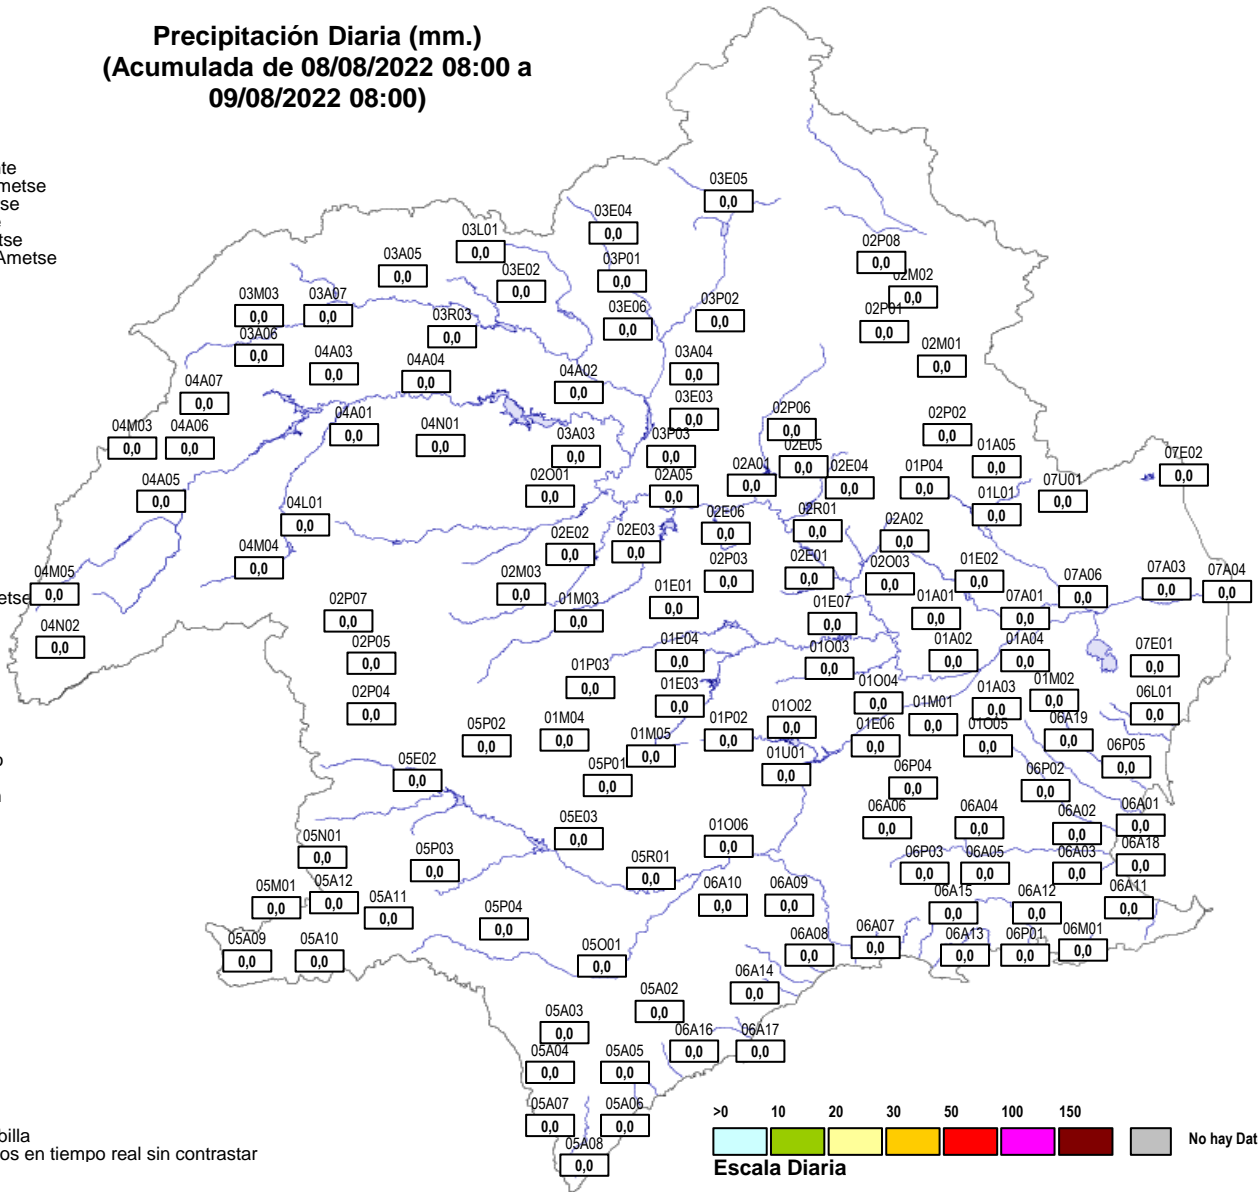 Precipitación Diaria (mm.)
(Acumulada de 08/08/2022 08:00 a
09/08/2022 08:00)
nte
metse
tse
e
tse
Ametse
03E05
0,0
03E04
0,0
03L01
0,0
03A05
0,0
03P01
0,0
03E02
0,0
02P08
0,0
02M02
0,0
03M03
0,0
03A07
0,0
03R03
0,0
03E06
0,0
03P02
0,0
02P01
0,0
03A06
0,0
04A03
0,0
04A04
0,0
04A02
0,0
03A04
0,0
02M01
0,0
04A07
0,0
03E03
0,0
04M03
0,0
04A06
0,0
04A01
0,0
04N01
0,0
03A03
0,0
03P03
0,0
02P06
0,0
02E05
0,0
02P02
0,0
01A05
0,0
07E02
0,0
04A05
0,0
02O01
0,0
02A05
0,0
02A01
0,0
02E04
0,0
01P04
0,0
01L01
0,0
07U01
0,0
04L01
0,0
02E06
0,0
02R01
0,0
02A02
0,0
04M04
0,0
02E02
0,0
02E03
0,0
04M05
0,0
etse
02M03
0,0
02P03
0,0
02E01
0,0
02O03
0,0
01E02
0,0
07A06
0,0
07A03
0,0
07A04
0,0
02P07
0,0
01M03
0,0
01E01
0,0
01E07
0,0
01A01
0,0
07A01
0,0
04N02
0,0
02P05
0,0
01E04
0,0
01O03
0,0
01A02
0,0
01A04
0,0
07E01
0,0
01P03
0,0
02P04
0,0
01E03
0,0
01O04
0,0
01M01
0,0
01A03
0,0
01M02
0,0
06L01
0,0
05P02
0,0
01M04
0,0
01M05
0,0
01P02
0,0
01O02
0,0
01E06
0,0
01O05
0,0
06A19
0,0
06P05
0,0
o
05E02
0,0
05P01
0,0
01U01
0,0
06P04
0,0
06P02
0,0
05E03
0,0
01O06
0,0
06A06
0,0
06A04
0,0
06A02
0,0
06A01
0,0
05N01
0,0
05P03
0,0
05R01
0,0
06P03
0,0
06A05
0,0
06A03
0,0
06A18
0,0
05M01
0,0
05A12
0,0
05A11
0,0
06A10
0,0
06A09
0,0
06A15
0,0
06A12
0,0
06A11
0,0
05P04
0,0
05A09
0,0
05A10
0,0
05O01
0,0
06A08
0,0
06A07
0,0
06A13
0,0
06P01
0,0
06M01
0,0
06A14
0,0
05A02
0,0
05A03
0,0
06A16
0,0
06A17
0,0
05A04
0,0
05A05
0,0
05A07
0,0
05A06
0,0
05A08
0,0
billa
os en tiempo real sin contrastar
>0 10 20 30 50 100 150
No hay Dat
Escala Diaria